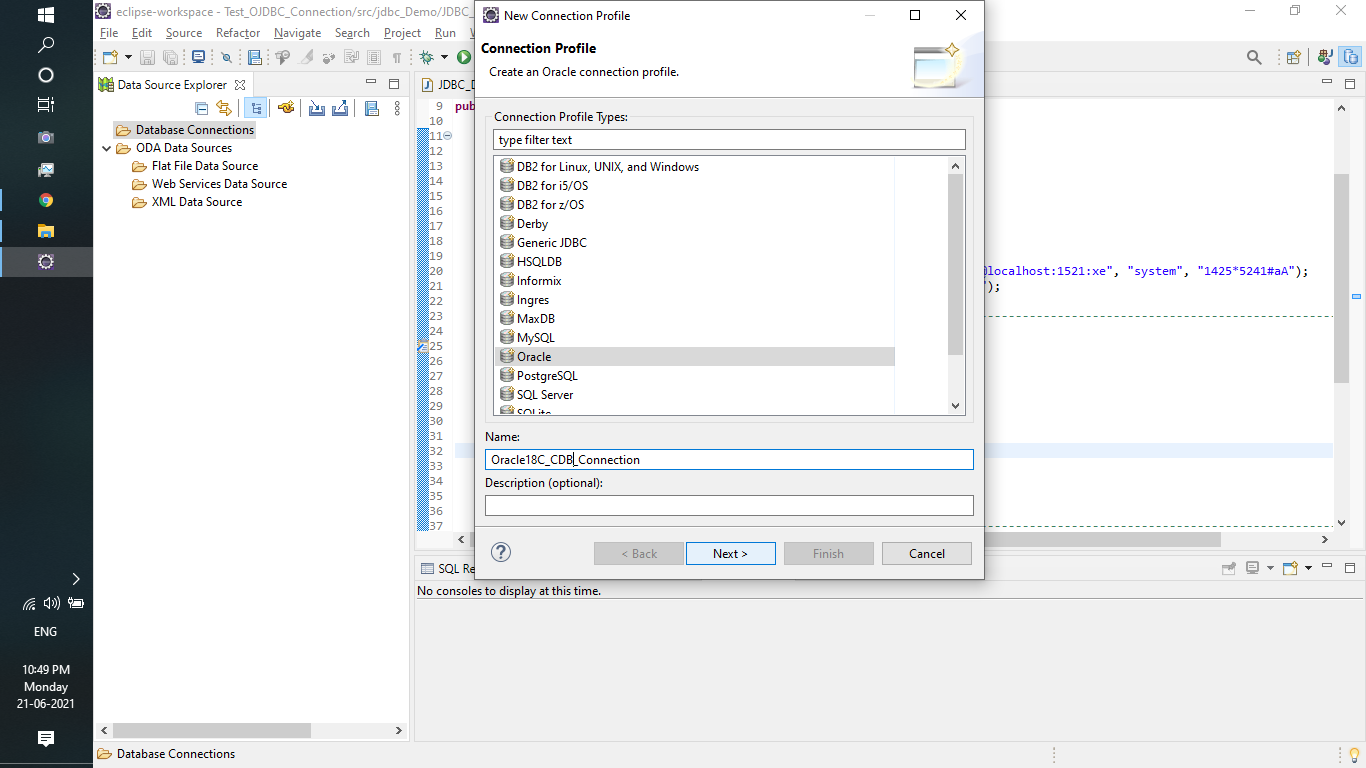 eclipse-workspace - Test_OJDBC_Connection/src/jdbc_Demo/JDBC_
File Edit Source Refactor Navigate Search Project Run
Data Source Explorer
Database Connections
ODA Data Sources
Flat File Data Source
Web Services Data Source
XML Data Source
New Connection Profile
Connection Profile
Create an Oracle connection profile.
Connection Profile Types:
type filter text
DB2 for Linux, UNIX, and Windows
DB2 for i5/OS
DB2 for z/OS
Derby
Generic JDBC
HSQLDB
Informix
Ingres
MaxDB
MySQL
Oracle
PostgreSQL
SQL Server
SQLite
Name:
Oracle18C_CDB_Connection
Description (optional):
< Back Next > Finish Cancel
JDBC_D
9 pub
10
11
12
13
14
15
16
17
18
19
20 @localhost:1521:xe", "system", "1425*5241#aA");
21 ");
22
23
24
25
26
27
28
29
30
31
32
33
34
35
36
37
SQL Re
No consoles to display at this time.
ENG
10:49 PM
Monday
21-06-2021
Database Connections